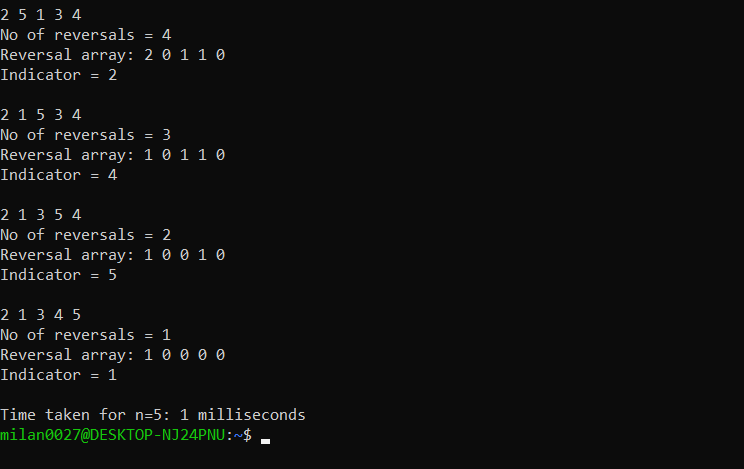 2 5 1 3 4
No of reversals = 4
Reversal array: 2 0 1 1 0
Indicator = 2
2 1 5 3 4
No of reversals = 3
Reversal array: 1 0 1 1 0
Indicator = 4
2 1 3 5 4
No of reversals = 2
Reversal array: 1 0 0 1 0
Indicator = 5
2 1 3 4 5
No of reversals = 1
Reversal array: 1 0 0 0 0
Indicator = 1
Time taken for n=5: 1 milliseconds
milan0027@DESKTOP-NJ24PNU:~$